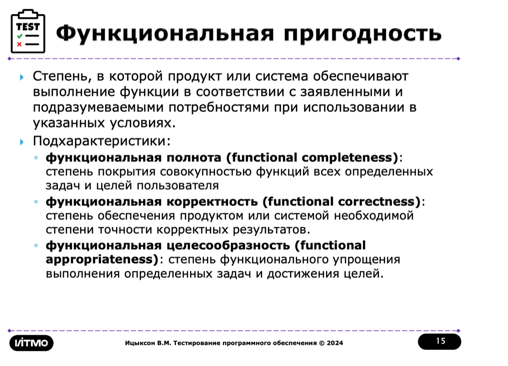 TEST
Функциональная пригодность
Степень, в которой продукт или система обеспечивают
выполнение функции в соответствии с заявленными и
подразумеваемыми потребностями при использовании в
указанных условиях.
Подхарактеристики:
функциональная полнота (functional completeness):
степень покрытия совокупностью функций всех определенных
задач и целей пользователя
функциональная корректность (functional correctness):
степень обеспечения продуктом или системой необходимой
степени точности корректных результатов.
функциональная целесообразность (functional
appropriateness): степень функционального упрощения
выполнения определенных задач и достижения целей.
ИТМО
Ицыксон В.М. Тестирование программного обеспечения © 2024
15